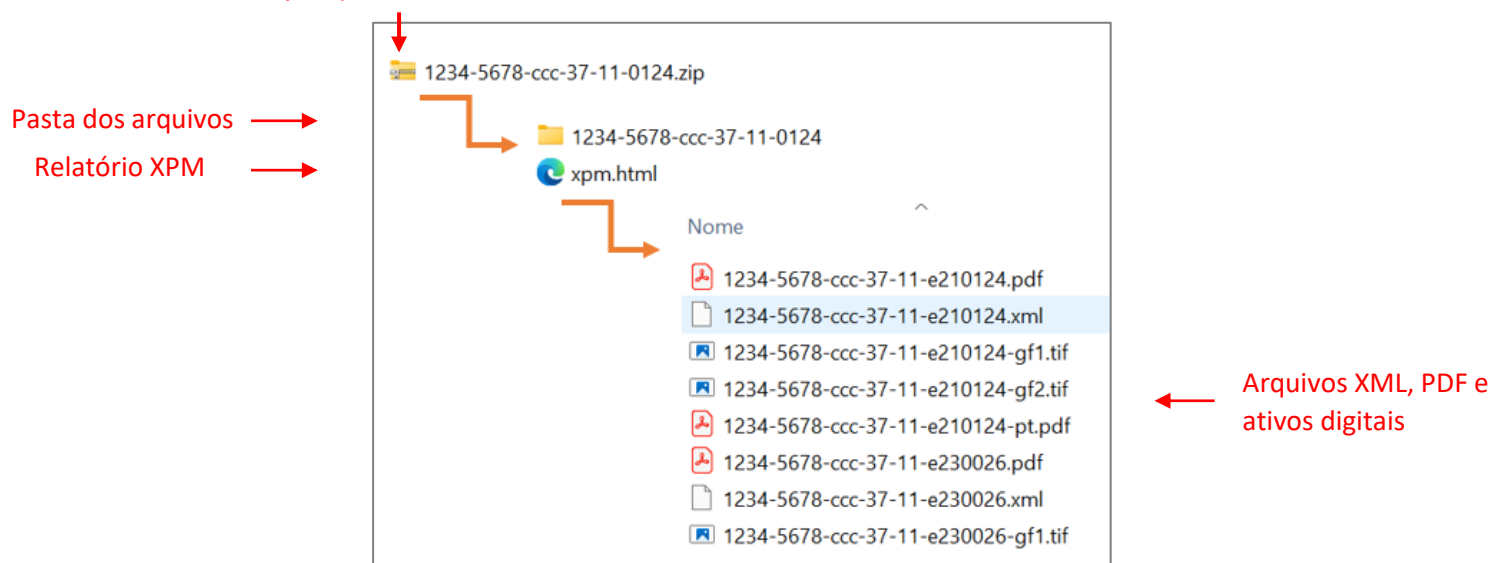 1234-5678-ccc-37-11-0124.zip
Pasta dos arquivos
1234-5678-ccc-37-11-0124
Relatório XPM
xpm.html
Nome
1234-5678-ccc-37-11-e210124.pdf
1234-5678-ccc-37-11-e210124.xml
1234-5678-ccc-37-11-e210124-gf1.tif
1234-5678-ccc-37-11-e210124-gf2.tif
1234-5678-ccc-37-11-e210124-pt.pdf
1234-5678-ccc-37-11-e230026.pdf
1234-5678-ccc-37-11-e230026.xml
1234-5678-ccc-37-11-e230026-gf1.tif
Arquivos XML, PDF e
ativos digitais